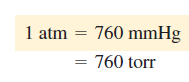 1 atm = 760 mmHg
= 760 torr